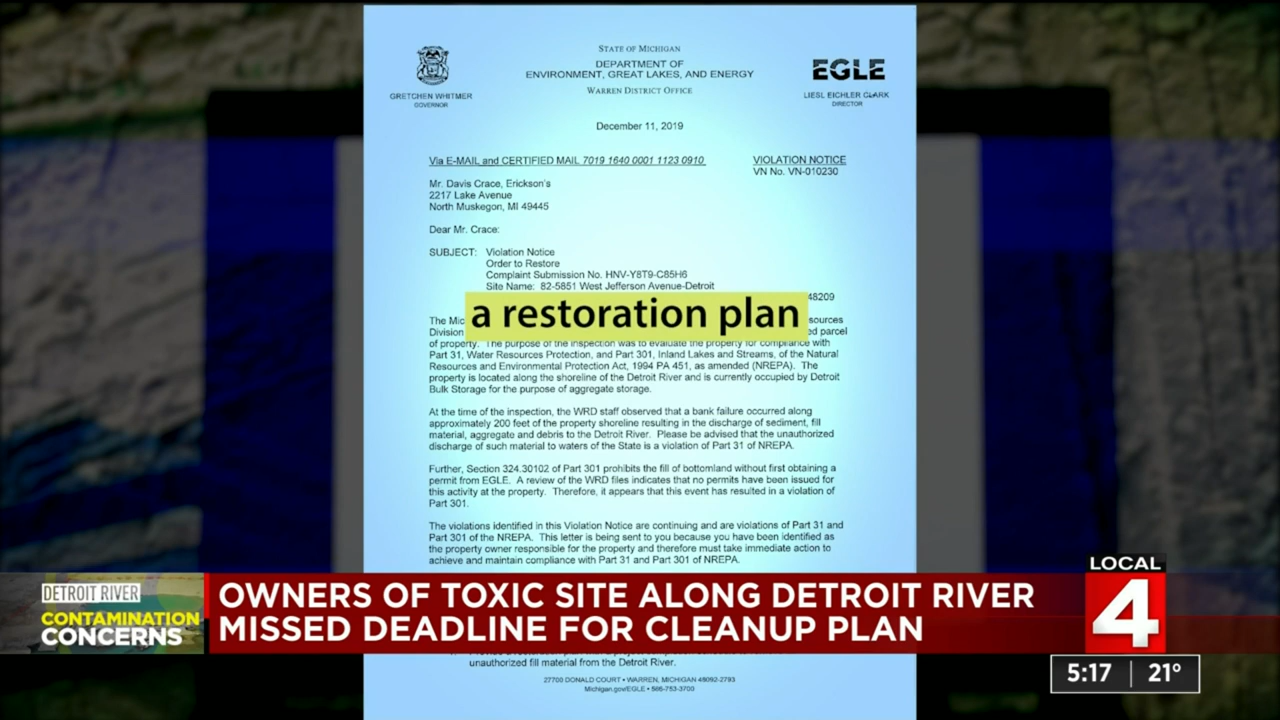 STATE OF MICHIGAN
DEPARTMENT OF
ENVIRONMENT, GREAT LAKES, AND ENERGY
WARREN DISTRICT OFFICE
GRETCHEN WHITMER
GOVERNOR
EGLE
LIESL EICHLER CLARK
DIRECTOR
December 11, 2019
Via E-MAIL and CERTIFIED MAIL 7019 1640 0001 1123 0910
VIOLATION NOTICE
VN No. VN-010230
Mr. Davis Crace, Erickson's
2217 Lake Avenue
North Muskegon, MI 49445
Dear Mr. Crace:
SUBJECT: Violation Notice
Order to Restore
Complaint Submission No. HNV-Y8T9-C85H6
Site Name: 82-5851 West Jefferson Avenue-Detroit
48209
a restoration plan
The Mic sources
Division ed parcel
of property. The purpose of the inspection was to evaluate the property for compliance with
Part 31, Water Resources Protection, and Part 301, Inland Lakes and Streams, of the Natural
Resources and Environmental Protection Act, 1994 PA 451, as amended (NREPA). The
property is located along the shoreline of the Detroit River and is currently occupied by Detroit
Bulk Storage for the purpose of aggregate storage.
At the time of the inspection, the WRD staff observed that a bank failure occurred along
approximately 200 feet of the property shoreline resulting in the discharge of sediment, fill
material, aggregate and debris to the Detroit River. Please be advised that the unauthorized
discharge of such material to waters of the State is a violation of Part 31 of NREPA.
Further, Section 324.30102 of Part 301 prohibits the fill of bottomland without first obtaining a
permit from EGLE. A review of the WRD files indicates that no permits have been issued for
this activity at the property. Therefore, it appears that this event has resulted in a violation of
Part 301.
The violations identified in this Violation Notice are continuing and are violations of Part 31 and
Part 301 of the NREPA. This letter is being sent to you because you have been identified as
the property owner responsible for the property and therefore must take immediate action to
achieve and maintain compliance with Part 31 and Part 301 of NREPA.
DETROIT RIVER
CONTAMINATION
CONCERNS
OWNERS OF TOXIC SITE ALONG DETROIT RIVER
MISSED DEADLINE FOR CLEANUP PLAN
LOCAL
4
unauthorized fill material from the Detroit River.
27700 DONALD COURT • WARREN, MICHIGAN 48092-2793
Michigan.gov/EGLE • 586-753-3700
5:17 21°